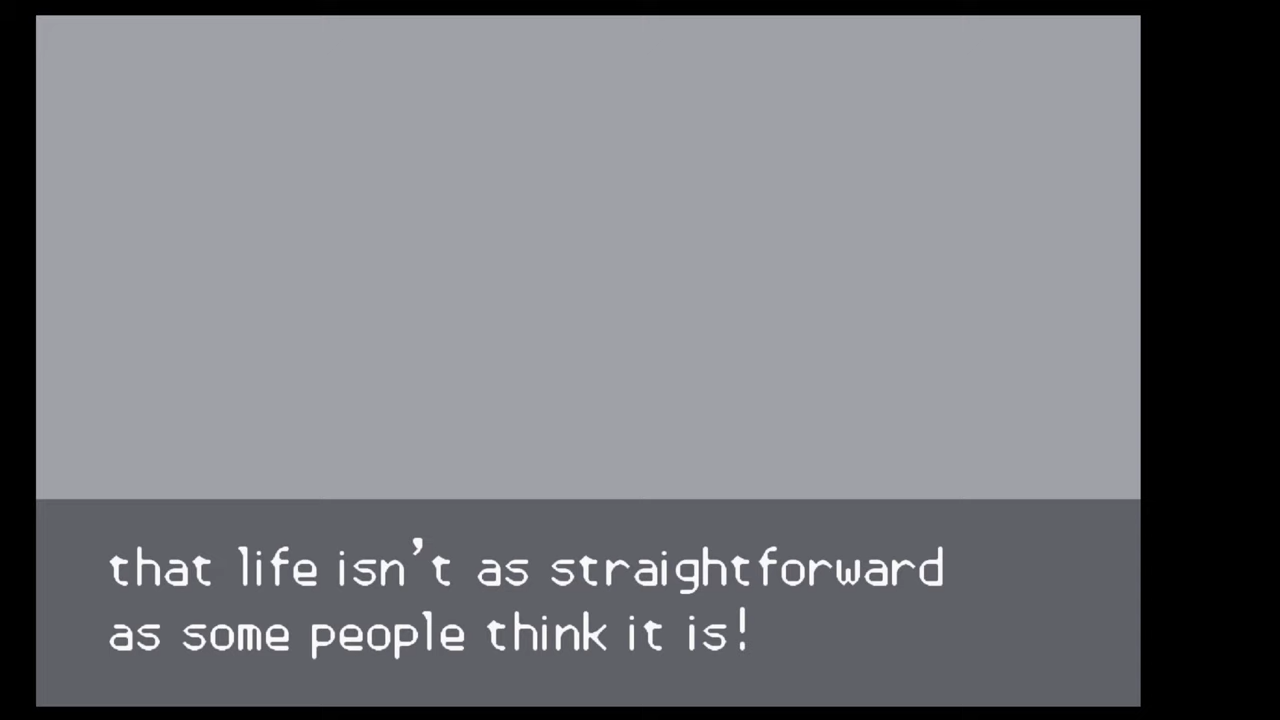 that life isn't as straightforward
as some people think it is!